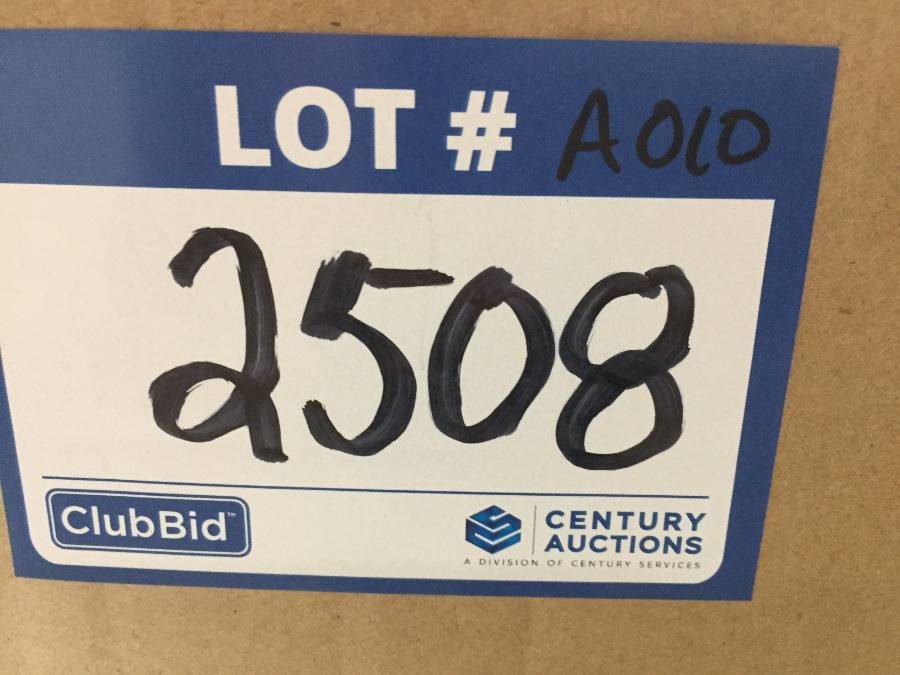 LOT # A010
2508
ClubBid™
CENTURY
AUCTIONS
A DIVISION OF CENTURY SERVICES